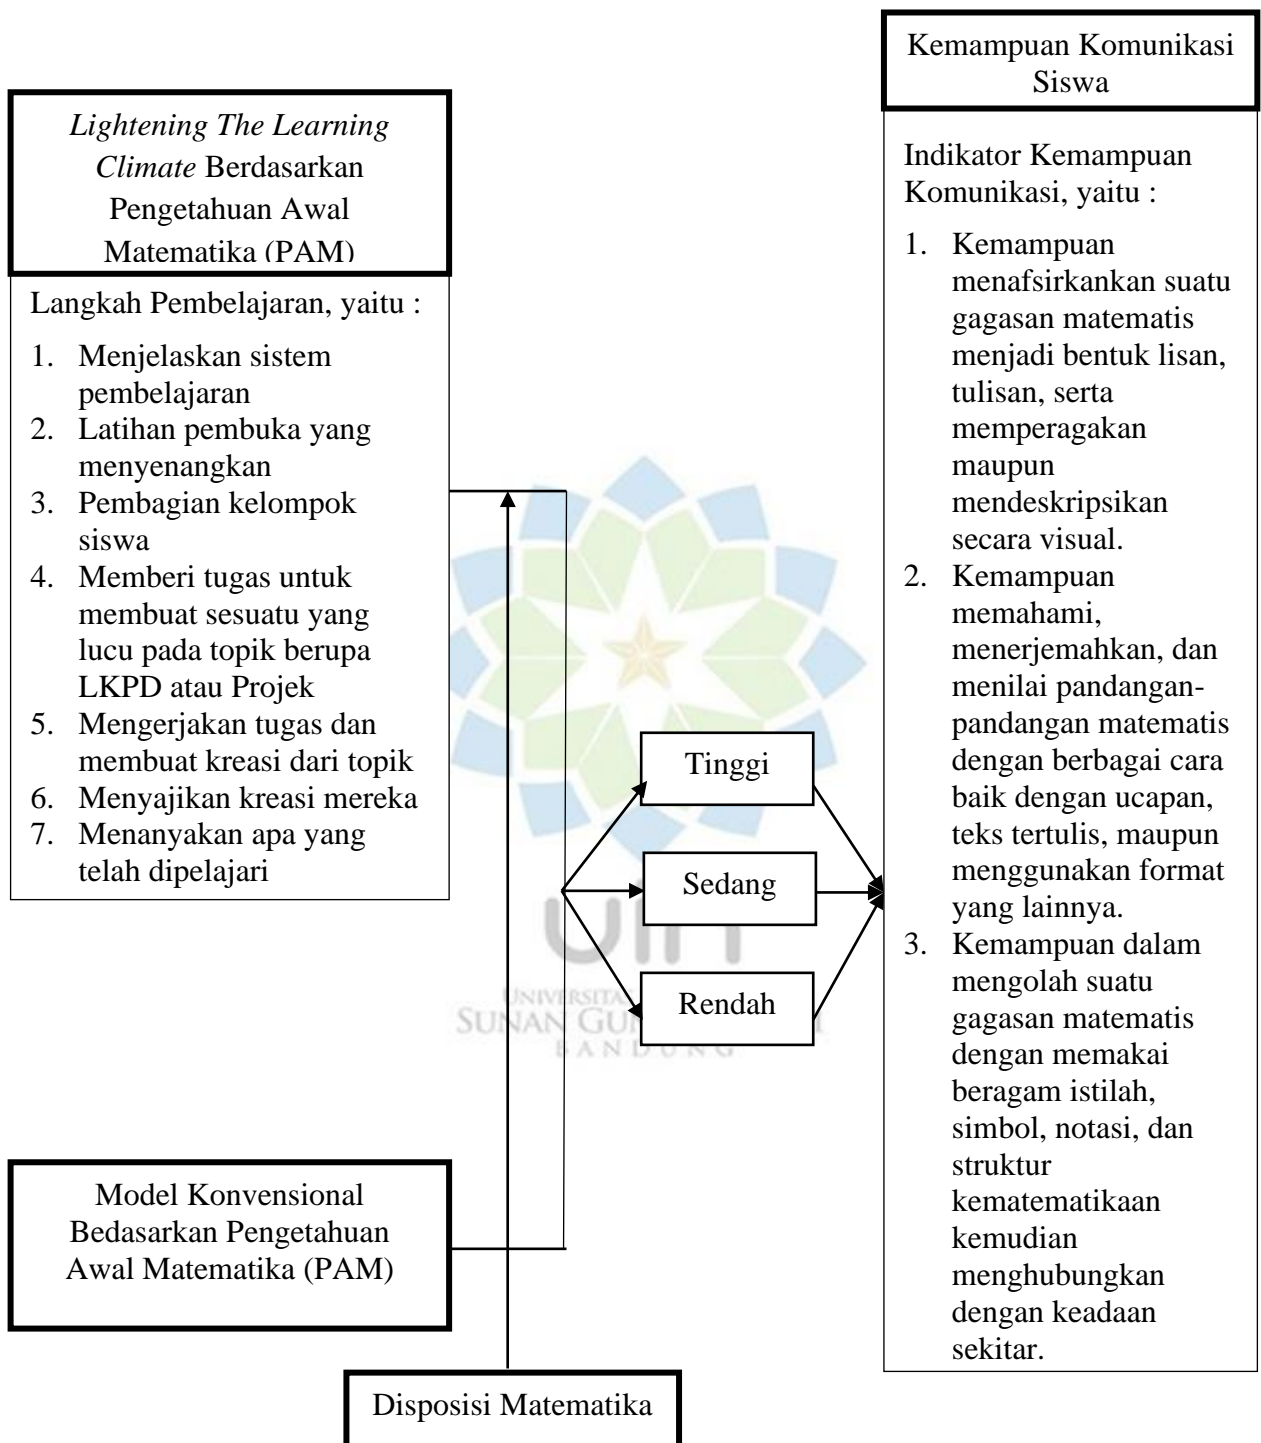 Lightening The Learning
Climate Berdasarkan
Pengetahuan Awal
Matematika (PAM)
Langkah Pembelajaran, yaitu :
1. Menjelaskan sistem
pembelajaran
2. Latihan pembuka yang
menyenangkan
3. Pembagian kelompok
siswa
4. Memberi tugas untuk
membuat sesuatu yang
lucu pada topik berupa
LKPD atau Projek
5. Mengerjakan tugas dan
membuat kreasi dari topik
6. Menyajikan kreasi mereka
7. Menanyakan apa yang
telah dipelajari
Model Konvensional
Bedasarkan Pengetahuan
Awal Matematika (PAM)
Disposisi Matematika
Tinggi
Sedang
Rendah
uin
UNIVERSITAS
SUNAN
BANDUNG
Kemampuan Komunikasi
Siswa
Indikator Kemampuan
Komunikasi, yaitu :
1. Kemampuan
menafsirkankan suatu
gagasan matematis
menjadi bentuk lisan,
tulisan, serta
memperagakan
maupun
mendeskripsikan
secara visual.
2. Kemampuan
memahami,
menerjemahkan, dan
menilai pandangan-
pandangan matematis
dengan berbagai cara
baik dengan ucapan,
teks tertulis, maupun
menggunakan format
yang lainnya.
3. Kemampuan dalam
mengolah suatu
gagasan matematis
dengan memakai
beragam istilah,
simbol, notasi, dan
struktur
kematematikaan
kemudian
menghubungkan
dengan keadaan
sekitar.